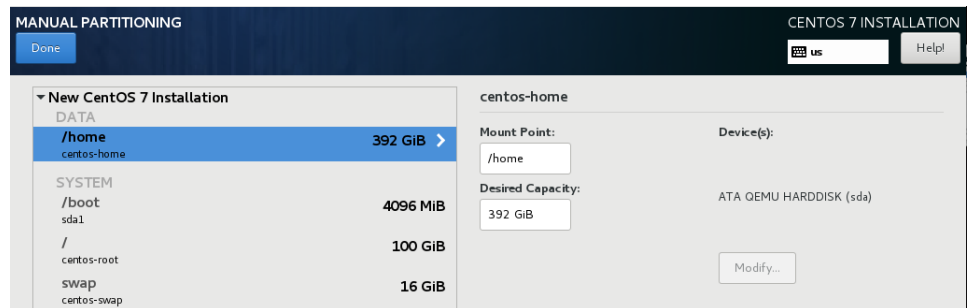 MANUAL PARTITIONING
CENTOS 7 INSTALLATION
Done
us
Help!
New CentOS 7 Installation
DATA
/home
392 GiB
centos-home
SYSTEM
/boot
4096 MiB
sda1
/
100 GiB
centos-root
swap
16 GiB
centos-swap
centos-home
Mount Point:
Device(s):
/home
Desired Capacity:
ATA QEMU HARDDISK (sda)
392 GiB
Modify...